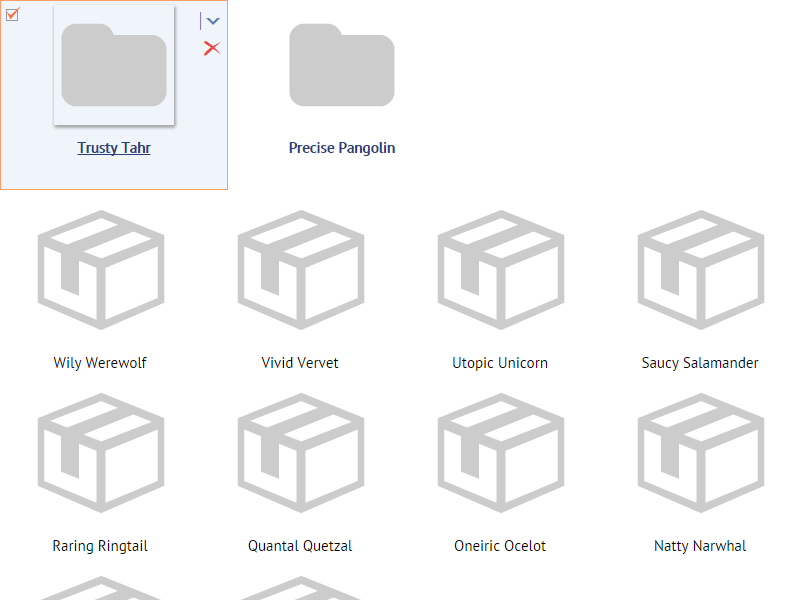 Trusty Tahr
Precise Pangolin
Wily Werewolf
Vivid Vervet
Utopic Unicorn
Saucy Salamander
Raring Ringtail
Quantal Quetzal
Oneiric Ocelot
Natty Narwhal